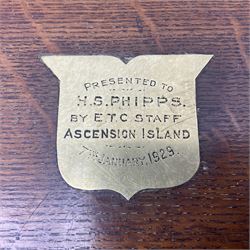 PRESENTED TO
H.S. PHIPPS.
BY E.T.C STAFF
ASCENSION ISLAND
7TH JANUARY, 1929.